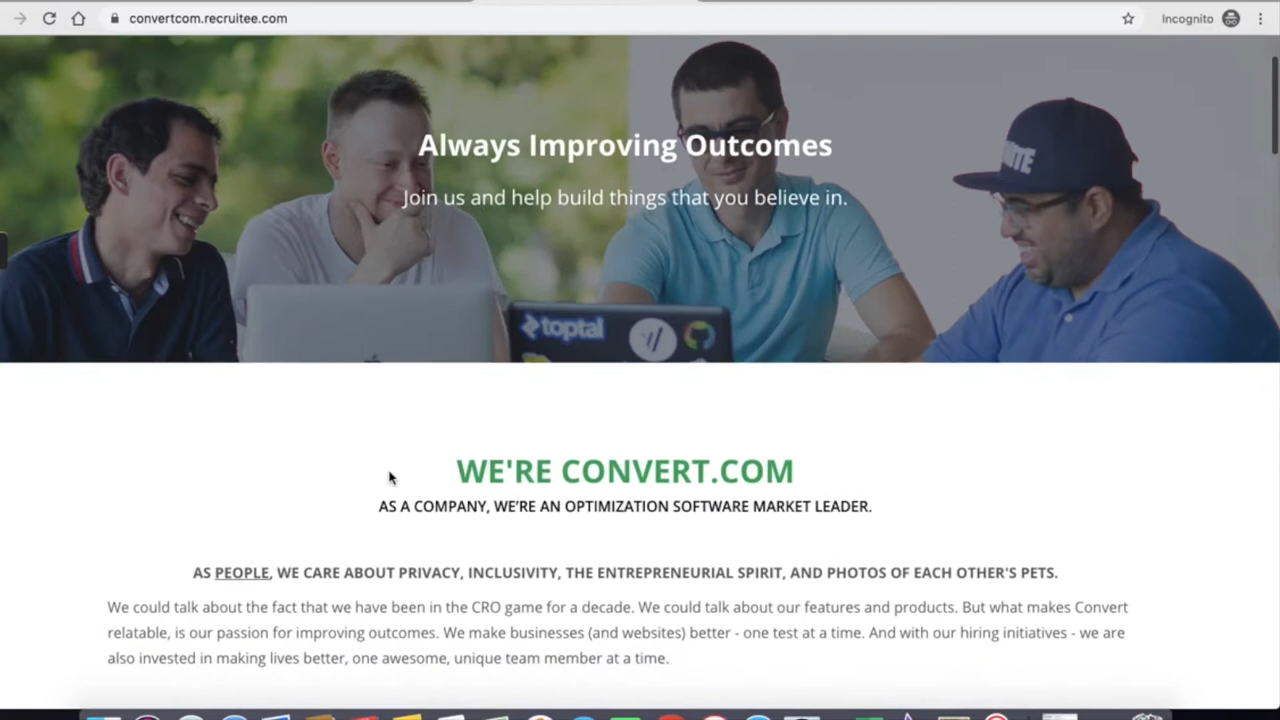 convertcom.recruitee.com
Incognito
Always Improving Outcomes
Join us and help build things that you believe in.
toptal
WE'RE CONVERT.COM
AS A COMPANY, WE'RE AN OPTIMIZATION SOFTWARE MARKET LEADER.
AS PEOPLE, WE CARE ABOUT PRIVACY, INCLUSIVITY, THE ENTREPRENEURIAL SPIRIT, AND PHOTOS OF EACH OTHER'S PETS.
We could talk about the fact that we have been in the CRO game for a decade. We could talk about our features and products. But what makes Convert
relatable, is our passion for improving outcomes. We make businesses (and websites) better - one test at a time. And with our hiring initiatives - we are
also invested in making lives better, one awesome, unique team member at a time.